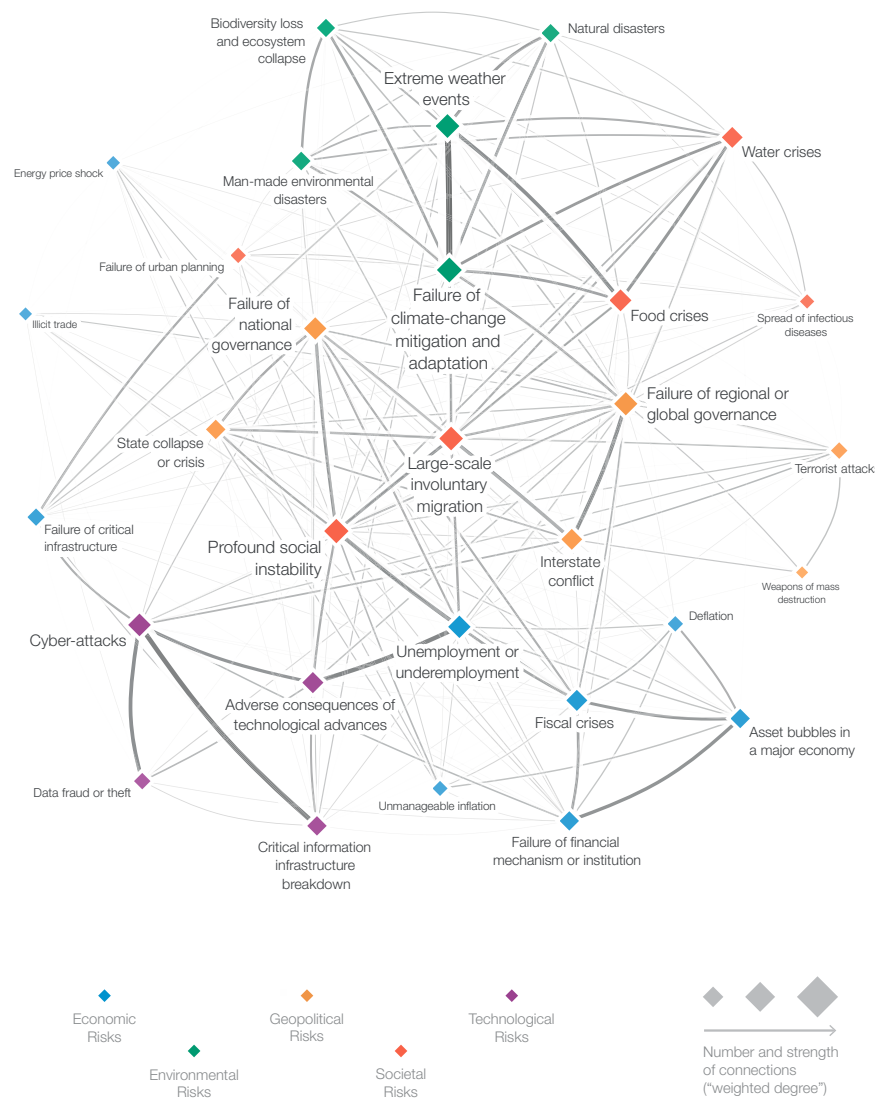 Biodiversity loss
and ecosystem
collapse
Natural disasters
Extreme weather
events
Water crises
Energy price shock
Man-made environmental
disasters
Failure of urban planning
Failure of
national
governance
Failure of
climate-change
mitigation and
adaptation
Food crises
Spread of infectious
diseases
Illicit trade
Failure of regional or
global governance
State collapse
or crisis
Large-scale
involuntary
migration
Terrorist attack
Failure of critical
infrastructure
Profound social
instability
Interstate
conflict
Weapons of mass
destruction
Deflation
Cyber-attacks
Unemployment or
underemployment
Adverse consequences of
technological advances
Fiscal crises
Asset bubbles in
a major economy
Data fraud or theft
Unmanageable inflation
Critical information
infrastructure
breakdown
Failure of financial
mechanism or institution
Economic
Risks
Geopolitical
Risks
Technological
Risks
Environmental
Risks
Societal
Risks
Number and strength
of connections
(“weighted degree”)